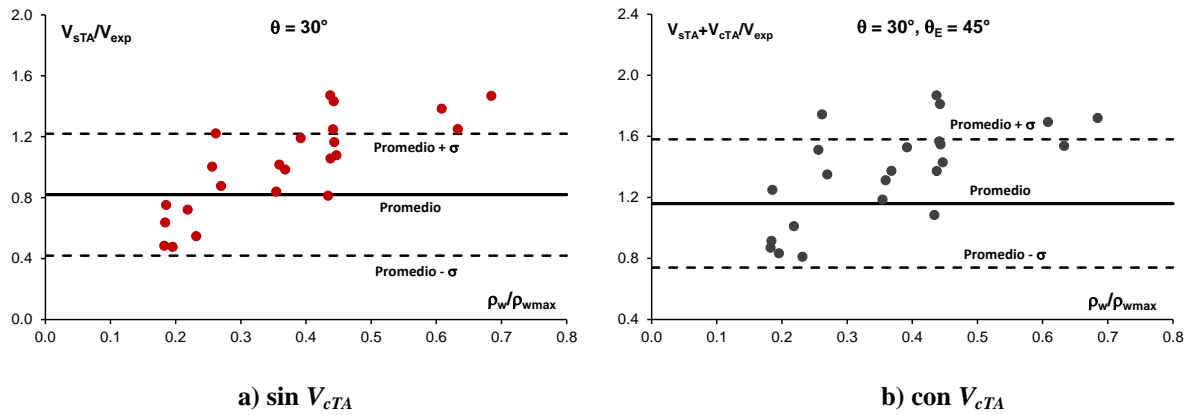 V_sTA/V_exp
θ = 30°
2.0
1.6
1.2
0.8
0.4
0.0
Promedio + σ
Promedio
Promedio - σ
ρ_w/ρ_wmax
0.0 0.1 0.2 0.3 0.4 0.5 0.6 0.7 0.8
a) sin V_cTA
V_sTA+V_cTA/V_exp
θ = 30°, θ_E = 45°
2.4
2.0
1.6
1.2
0.8
0.4
Promedio + σ
Promedio
Promedio - σ
ρ_w/ρ_wmax
0.0 0.1 0.2 0.3 0.4 0.5 0.6 0.7 0.8
b) con V_cTA